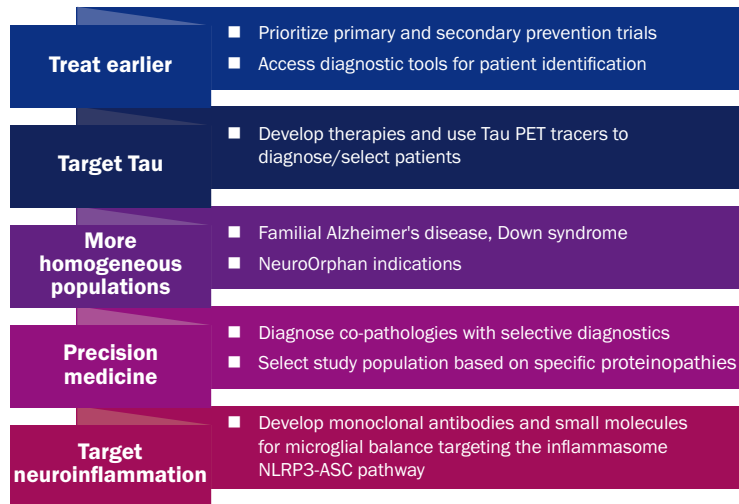 Treat earlier
■ Prioritize primary and secondary prevention trials
■ Access diagnostic tools for patient identification
Target Tau
■ Develop therapies and use Tau PET tracers to
diagnose/select patients
More
homogeneous
populations
■ Familial Alzheimer's disease, Down syndrome
■ NeuroOrphan indications
Precision
medicine
■ Diagnose co-pathologies with selective diagnostics
■ Select study population based on specific proteinopathies
Target
neuroinflammation
■ Develop monoclonal antibodies and small molecules
for microglial balance targeting the inflammasome
NLRP3-ASC pathway